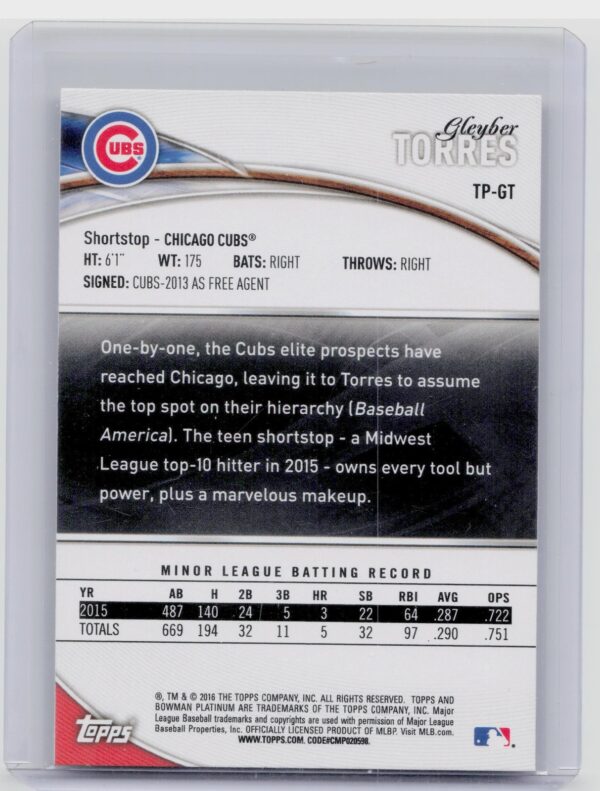 CUBS
Gleyber
TORRES
TP-GT
Shortstop - CHICAGO CUBS®
HT: 6'1" WT: 175 BATS: RIGHT THROWS: RIGHT
SIGNED: CUBS-2013 AS FREE AGENT
One-by-one, the Cubs elite prospects have
reached Chicago, leaving it to Torres to assume
the top spot on their hierarchy (Baseball
America). The teen shortstop - a Midwest
League top-10 hitter in 2015 - owns every tool but
power, plus a marvelous makeup.
MINOR LEAGUE BATTING RECORD
YR AB H 2B 3B HR SB RBI AVG OPS
2015 487 140 24 5 3 22 64 .287 .722
TOTALS 669 194 32 11 5 32 97 .290 .751
®, TM & © 2016 THE TOPPS COMPANY, INC. ALL RIGHTS RESERVED. TOPPS AND
BOWMAN PLATINUM ARE TRADEMARKS OF THE TOPPS COMPANY, INC. Major
League Baseball trademarks and copyrights are used with permission of Major League
Baseball Properties, Inc. OFFICIALLY LICENSED PRODUCT OF MLBP. Visit MLB.com.
WWW.TOPPS.COM. CODE#CMP020598.
topps